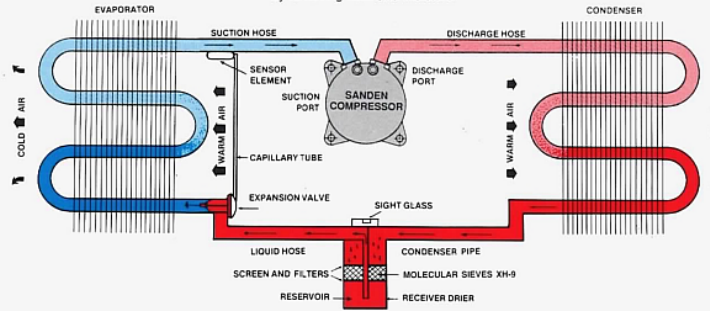 EVAPORATOR
CONDENSER
SUCTION HOSE
DISCHARGE HOSE
SENSOR
ELEMENT
DISCHARGE
PORT
SUCTION
PORT
SANDEN
COMPRESSOR
COLD AIR
WARM AIR
WARM AIR
CAPILLARY TUBE
EXPANSION VALVE
SIGHT GLASS
LIQUID HOSE
CONDENSER PIPE
SCREEN AND FILTERS
MOLECULAR SIEVES XH-9
RESERVOIR
RECEIVER DRIER